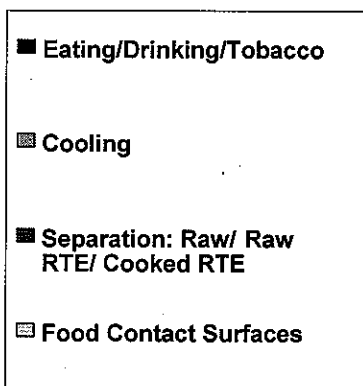 Eating/Drinking/Tobacco
Cooling
Separation: Raw/ Raw
RTE/ Cooked RTE
Food Contact Surfaces